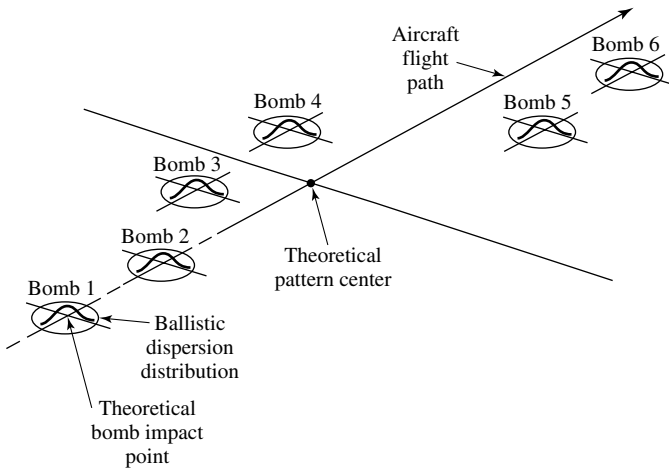 Aircraft
flight
path
Bomb 6
Bomb 5
Bomb 4
Bomb 3
Bomb 2
Bomb 1
Theoretical
pattern center
Ballistic
dispersion
distribution
Theoretical
bomb impact
point